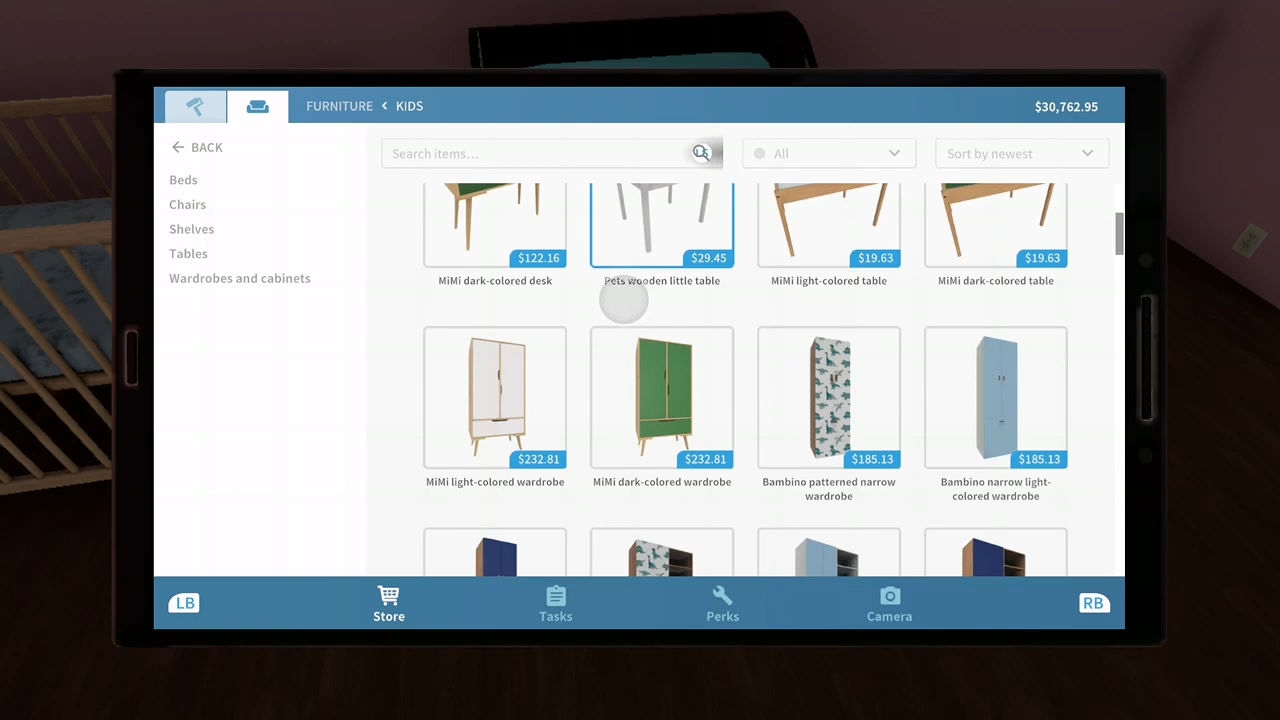 FURNITURE < KIDS
$30,762.95
BACK
Search items...
All
Sort by newest
Beds
Chairs
Shelves
Tables
Wardrobes and cabinets
$122.16
$29.45
$19.63
$19.63
MiMi dark-colored desk
Pets wooden little table
MiMi light-colored table
MiMi dark-colored table
$232.81
$232.81
$185.13
$185.13
MiMi light-colored wardrobe
MiMi dark-colored wardrobe
Bambino patterned narrow
wardrobe
Bambino narrow light-
colored wardrobe
LB
Store
Tasks
Perks
Camera
RB